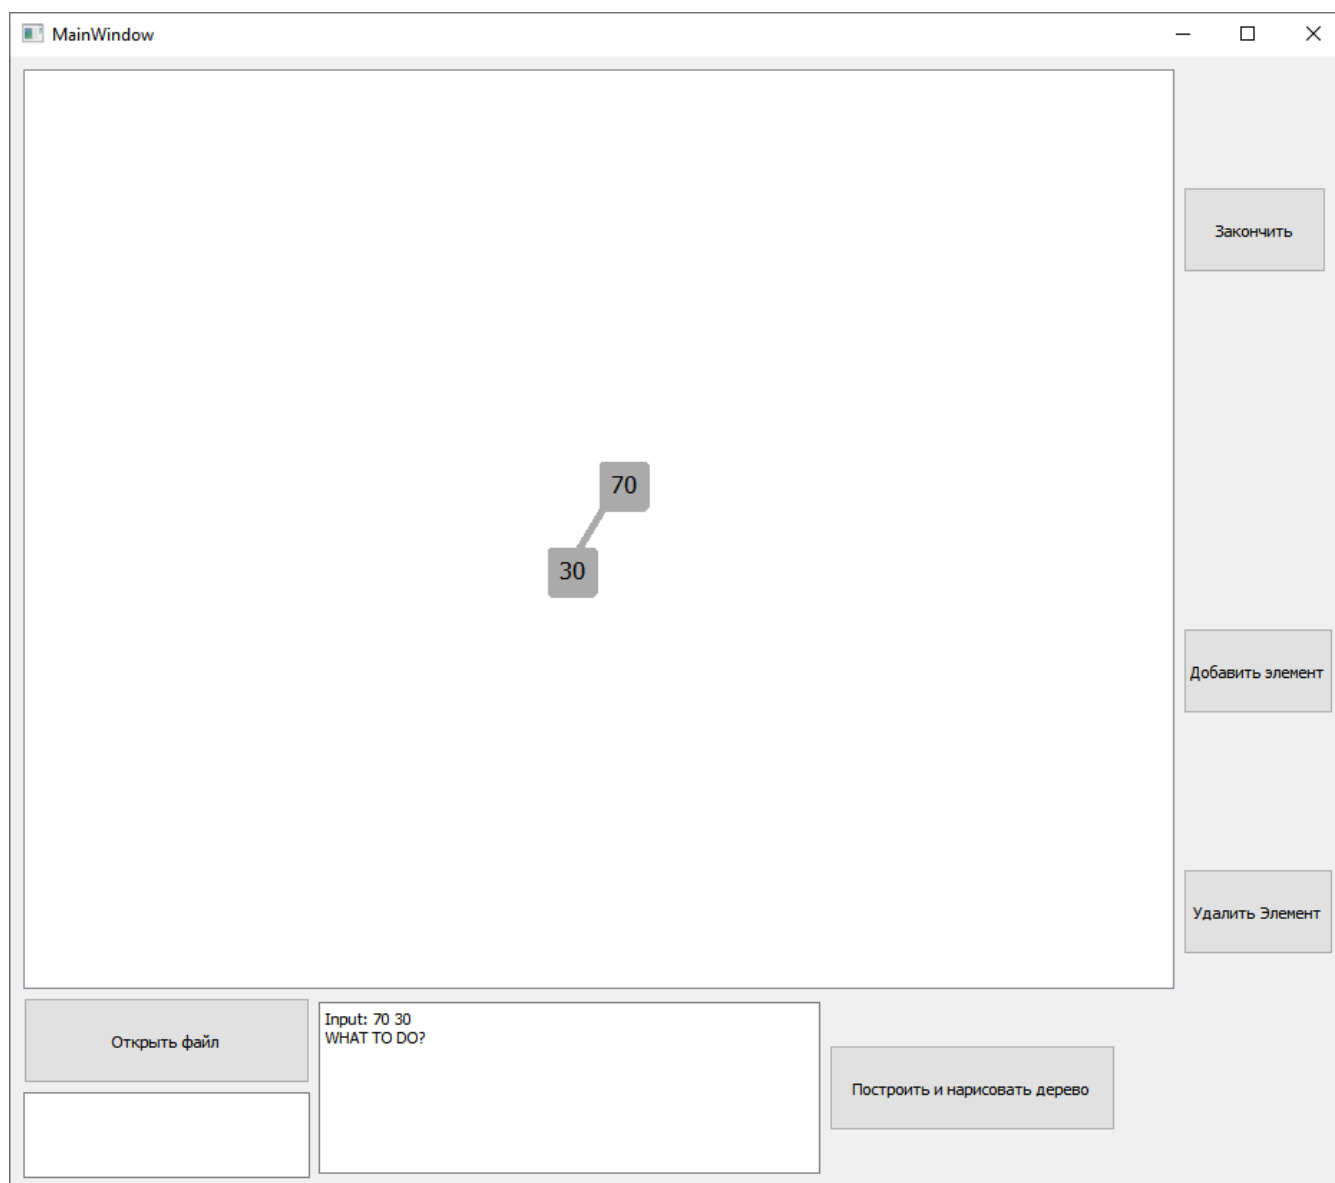 MainWindow
Закончить
70
30
Добавить элемент
Удалить Элемент
Открыть файл
Input: 70 30
WHAT TO DO?
Построить и нарисовать дерево